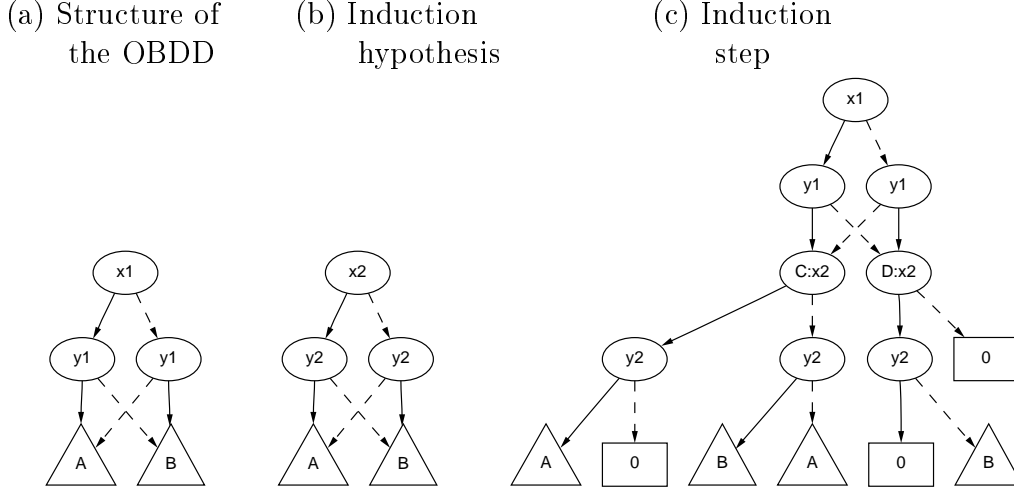 (a) Structure of
the OBDD
(b) Induction
hypothesis
(c) Induction
step
x1
y1 y1
A B
x2
y2 y2
A B
x1
y1 y1
C:x2 D:x2
y2 y2 y2 0
A 0 B A 0 B